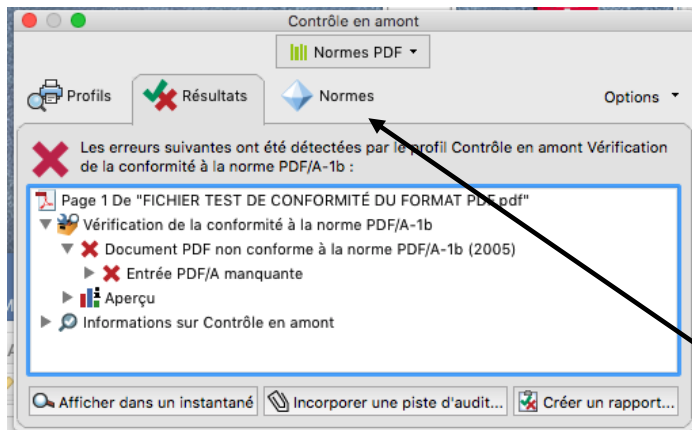 Contrôle en amont
Normes PDF
Profils
Résultats
Normes
Options
Les erreurs suivantes ont été détectées par le profil Contrôle en amont Vérification
de la conformité à la norme PDF/A-1b :
Page 1 De "FICHIER TEST DE CONFORMITÉ DU FORMAT PDF.pdf"
Vérification de la conformité à la norme PDF/A-1b
Document PDF non conforme à la norme PDF/A-1b (2005)
Entrée PDF/A manquante
Aperçu
Informations sur Contrôle en amont
Afficher dans un instantané
Incorporer une piste d'audit...
Créer un rapport...